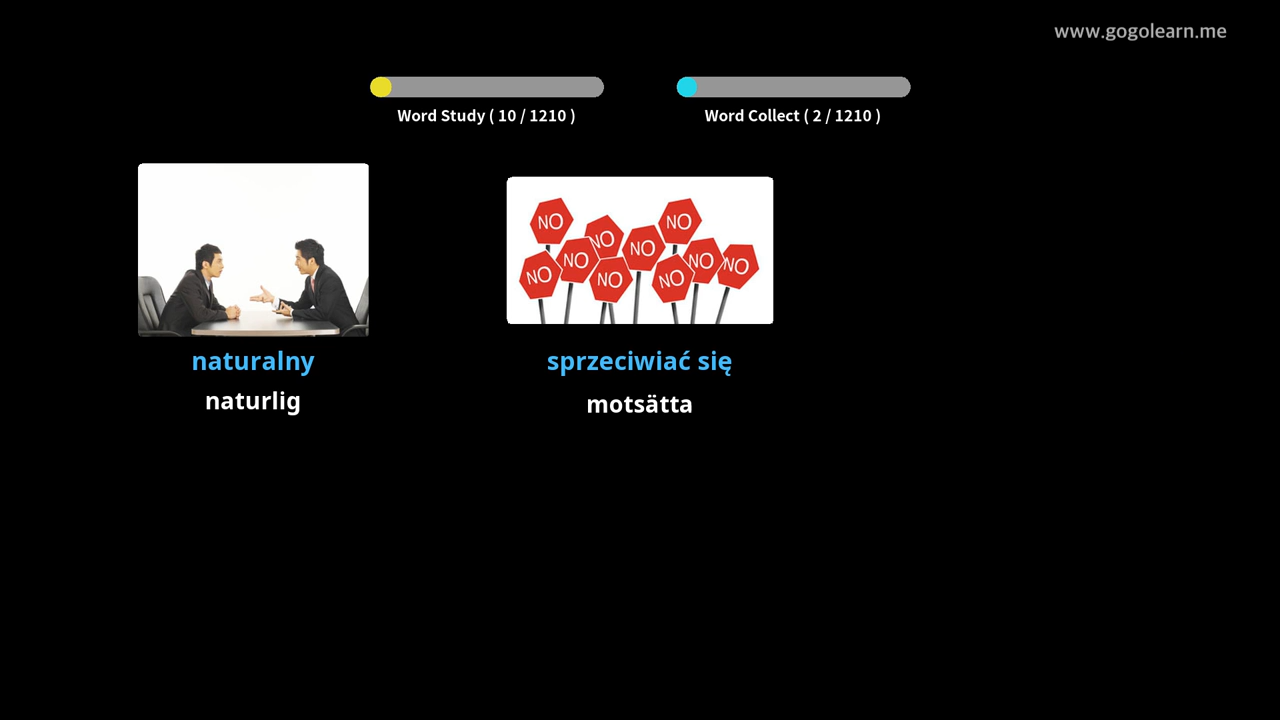 www.gogolearn.me
Word Study ( 10 / 1210 )
Word Collect ( 2 / 1210 )
NO
NO
NO
NO
NO
NO
NO
NO
NO
NO
naturalny
naturlig
sprzeciwiać się
motsätta